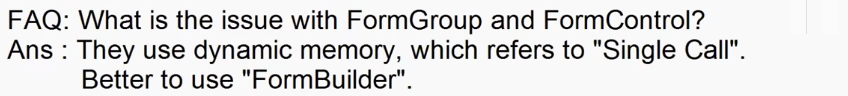 FAQ: What is the issue with FormGroup and FormControl?
Ans : They use dynamic memory, which refers to "Single Call".
Better to use "FormBuilder".